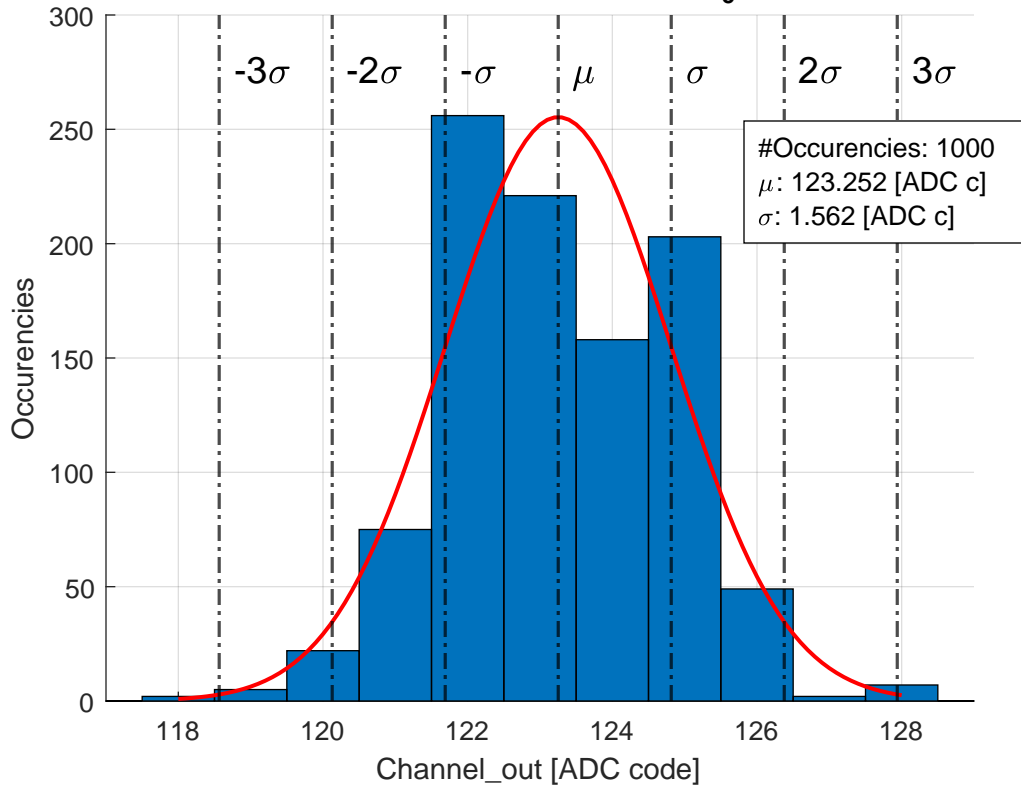 300
-3σ -2σ -σ μ σ 2σ 3σ
250
#Occurencies: 1000
μ: 123.252 [ADC c]
σ: 1.562 [ADC c]
200
150
100
50
0
Occurencies
118 120 122 124 126 128
Channel_out [ADC code]